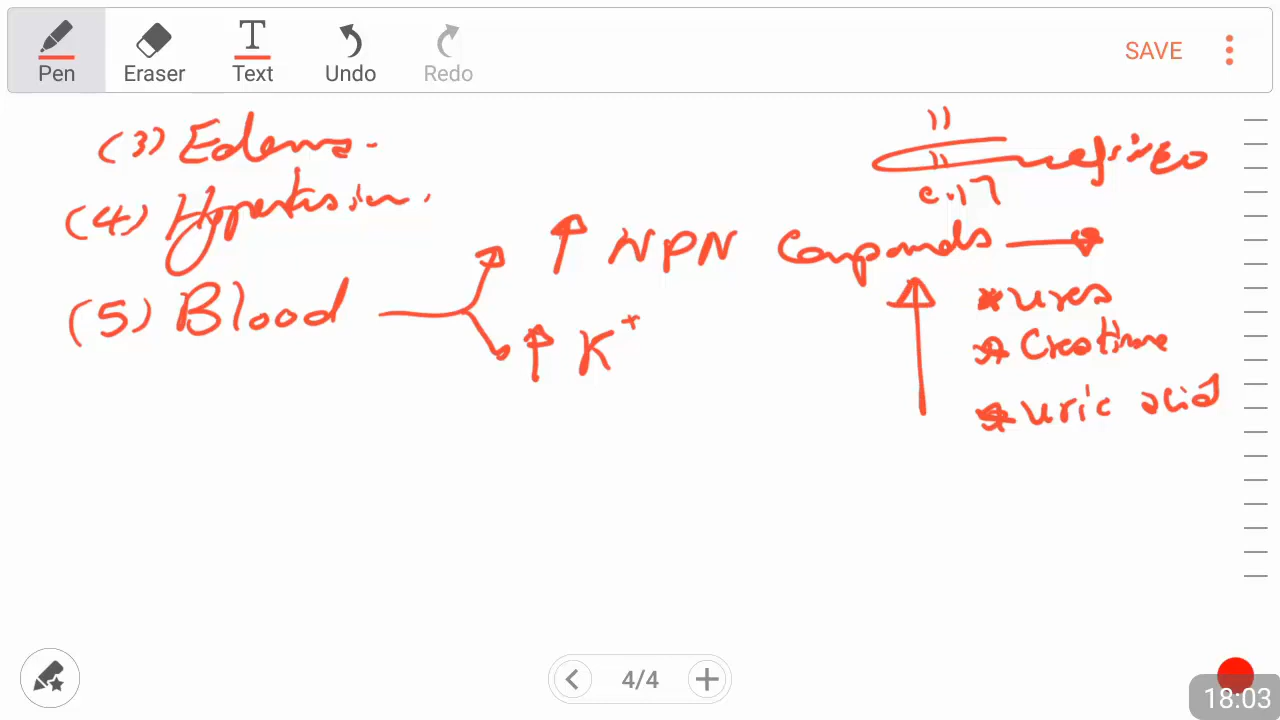 Pen Eraser Text Undo Redo SAVE
(3) Edema.
(4) Hypertension.
(5) Blood
↑ NPN Compounds →
* urea
* Creatinine
* uric acid
↑ K+
4/4
18:03